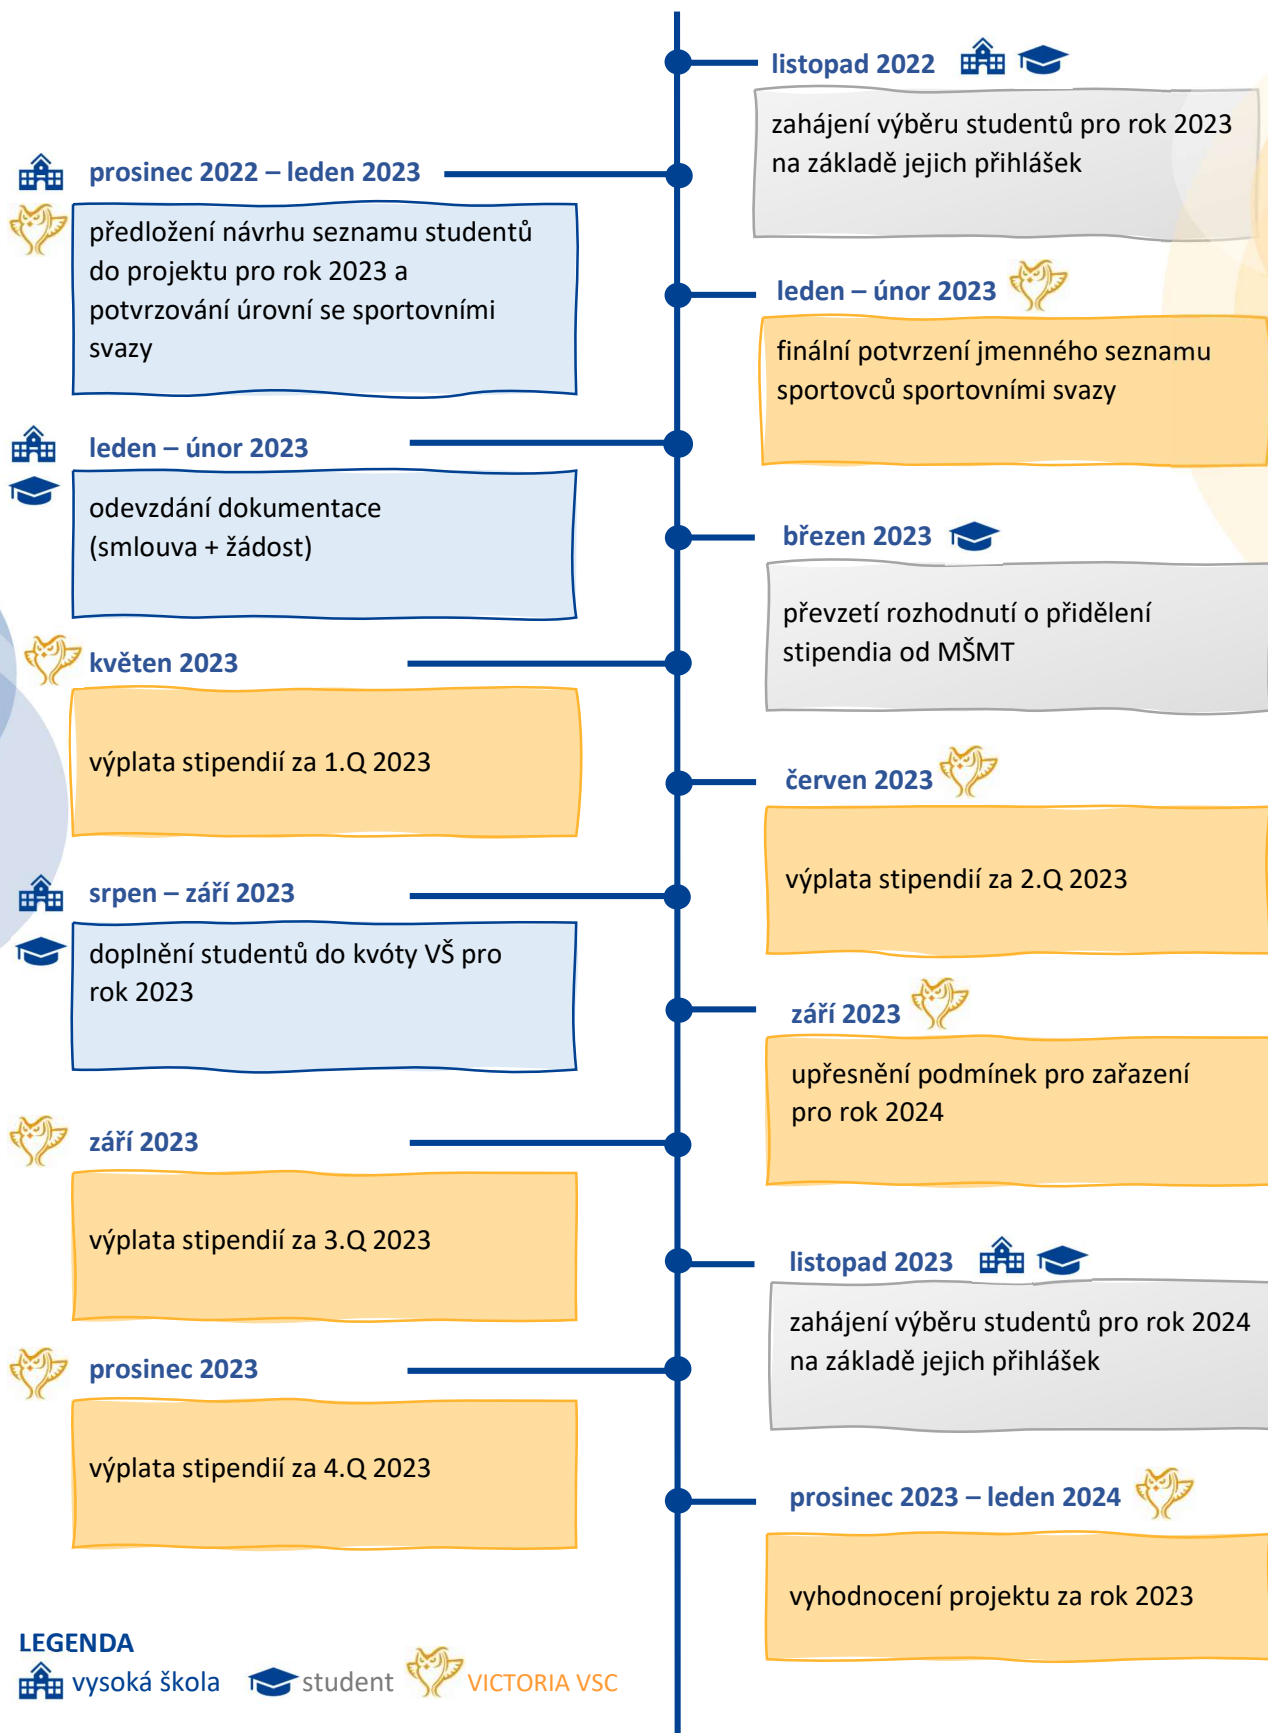 listopad 2022
zahájení výběru studentů pro rok 2023
na základě jejich přihlášek
prosinec 2022 – leden 2023
předložení návrhu seznamu studentů
do projektu pro rok 2023 a
potvrzování úrovní se sportovními
svazy
leden – únor 2023
finální potvrzení jmenného seznamu
sportovců sportovními svazy
leden – únor 2023
odevzdání dokumentace
(smlouva + žádost)
březen 2023
převzetí rozhodnutí o přidělení
stipendia od MŠMT
květen 2023
výplata stipendií za 1.Q 2023
červen 2023
výplata stipendií za 2.Q 2023
srpen – září 2023
doplnění studentů do kvóty VŠ pro
rok 2023
září 2023
upřesnění podmínek pro zařazení
pro rok 2024
září 2023
výplata stipendií za 3.Q 2023
listopad 2023
zahájení výběru studentů pro rok 2024
na základě jejich přihlášek
prosinec 2023
výplata stipendií za 4.Q 2023
prosinec 2023 – leden 2024
vyhodnocení projektu za rok 2023
LEGENDA
vysoká škola student VICTORIA VSC